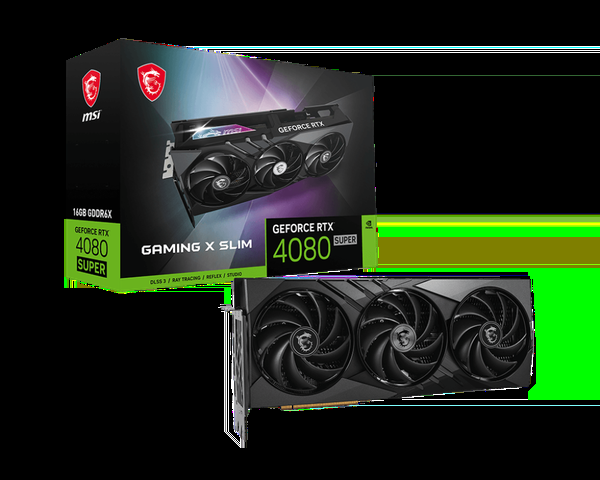 msi
GEFORCE RTX
16GB GDDR6X
GEFORCE RTX
4080
SUPER
GAMING X SLIM
GEFORCE RTX
4080 SUPER
DLSS 3 / RAY TRACING / REFLEX / STUDIO